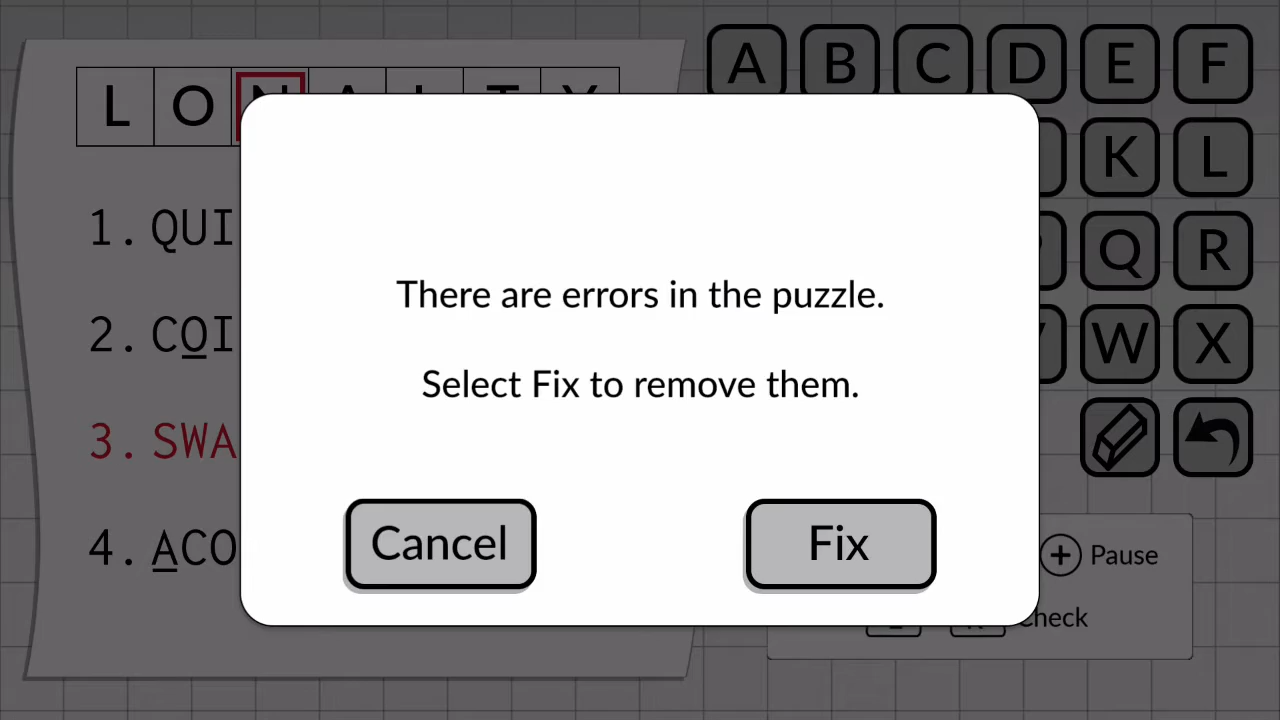 L O
A B C D E F
K L
1. QUI
Q R
2. COI
W X
3. SWA
4. ACO
There are errors in the puzzle.
Select Fix to remove them.
Cancel
Fix
+ Pause
Check